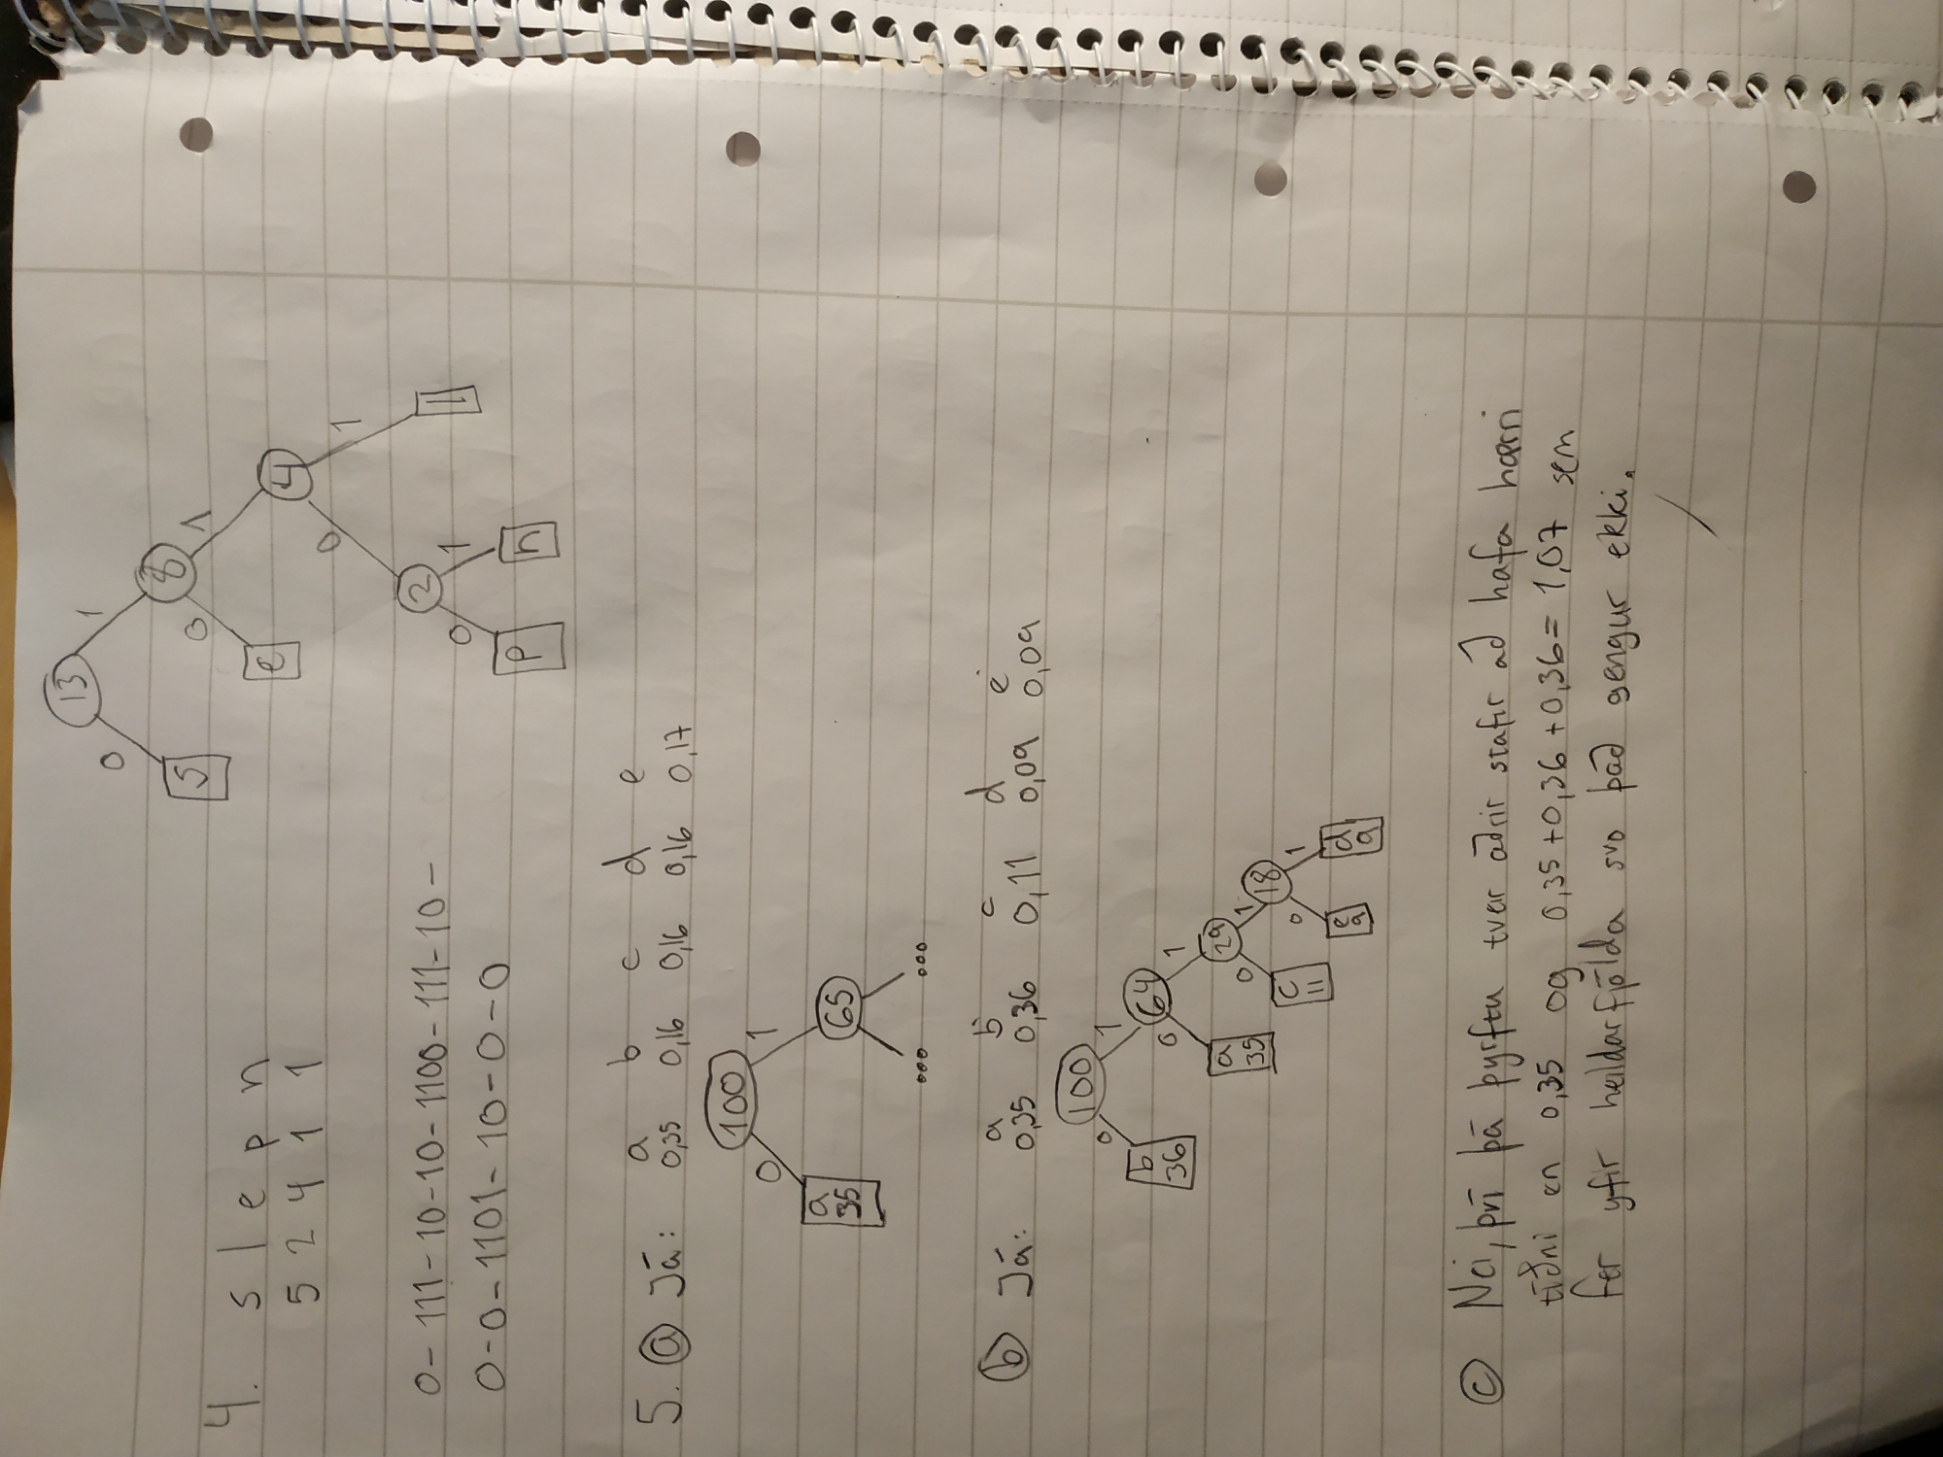 13
0 1
S 8
0 1
4. s l e p n
e 4
5 2 4 1 1
0 1
2 l
0 1
p n
0- 111- 10-10- 1100- 111- 10 -
0-0- 1101- 10-0-0
5. a Já: a b c d e
0,35 0,16 0,16 0,16 0,17
100
0 1
a
35
65
... ...
b Já: a b c d e
0,35 0,36 0,11 0,09 0,09
100
0 1
b
36
64
0 1
a
35
29
0 1
c
11
18
0 1
e
9
d
9
c Nei, því þá þyrftu tveir aðrir stafir að hafa hærri
tíðni en 0,35 og 0,35+0,36+0,36= 1,07 sem
fer yfir heildarfjölda svo það gengur ekki.